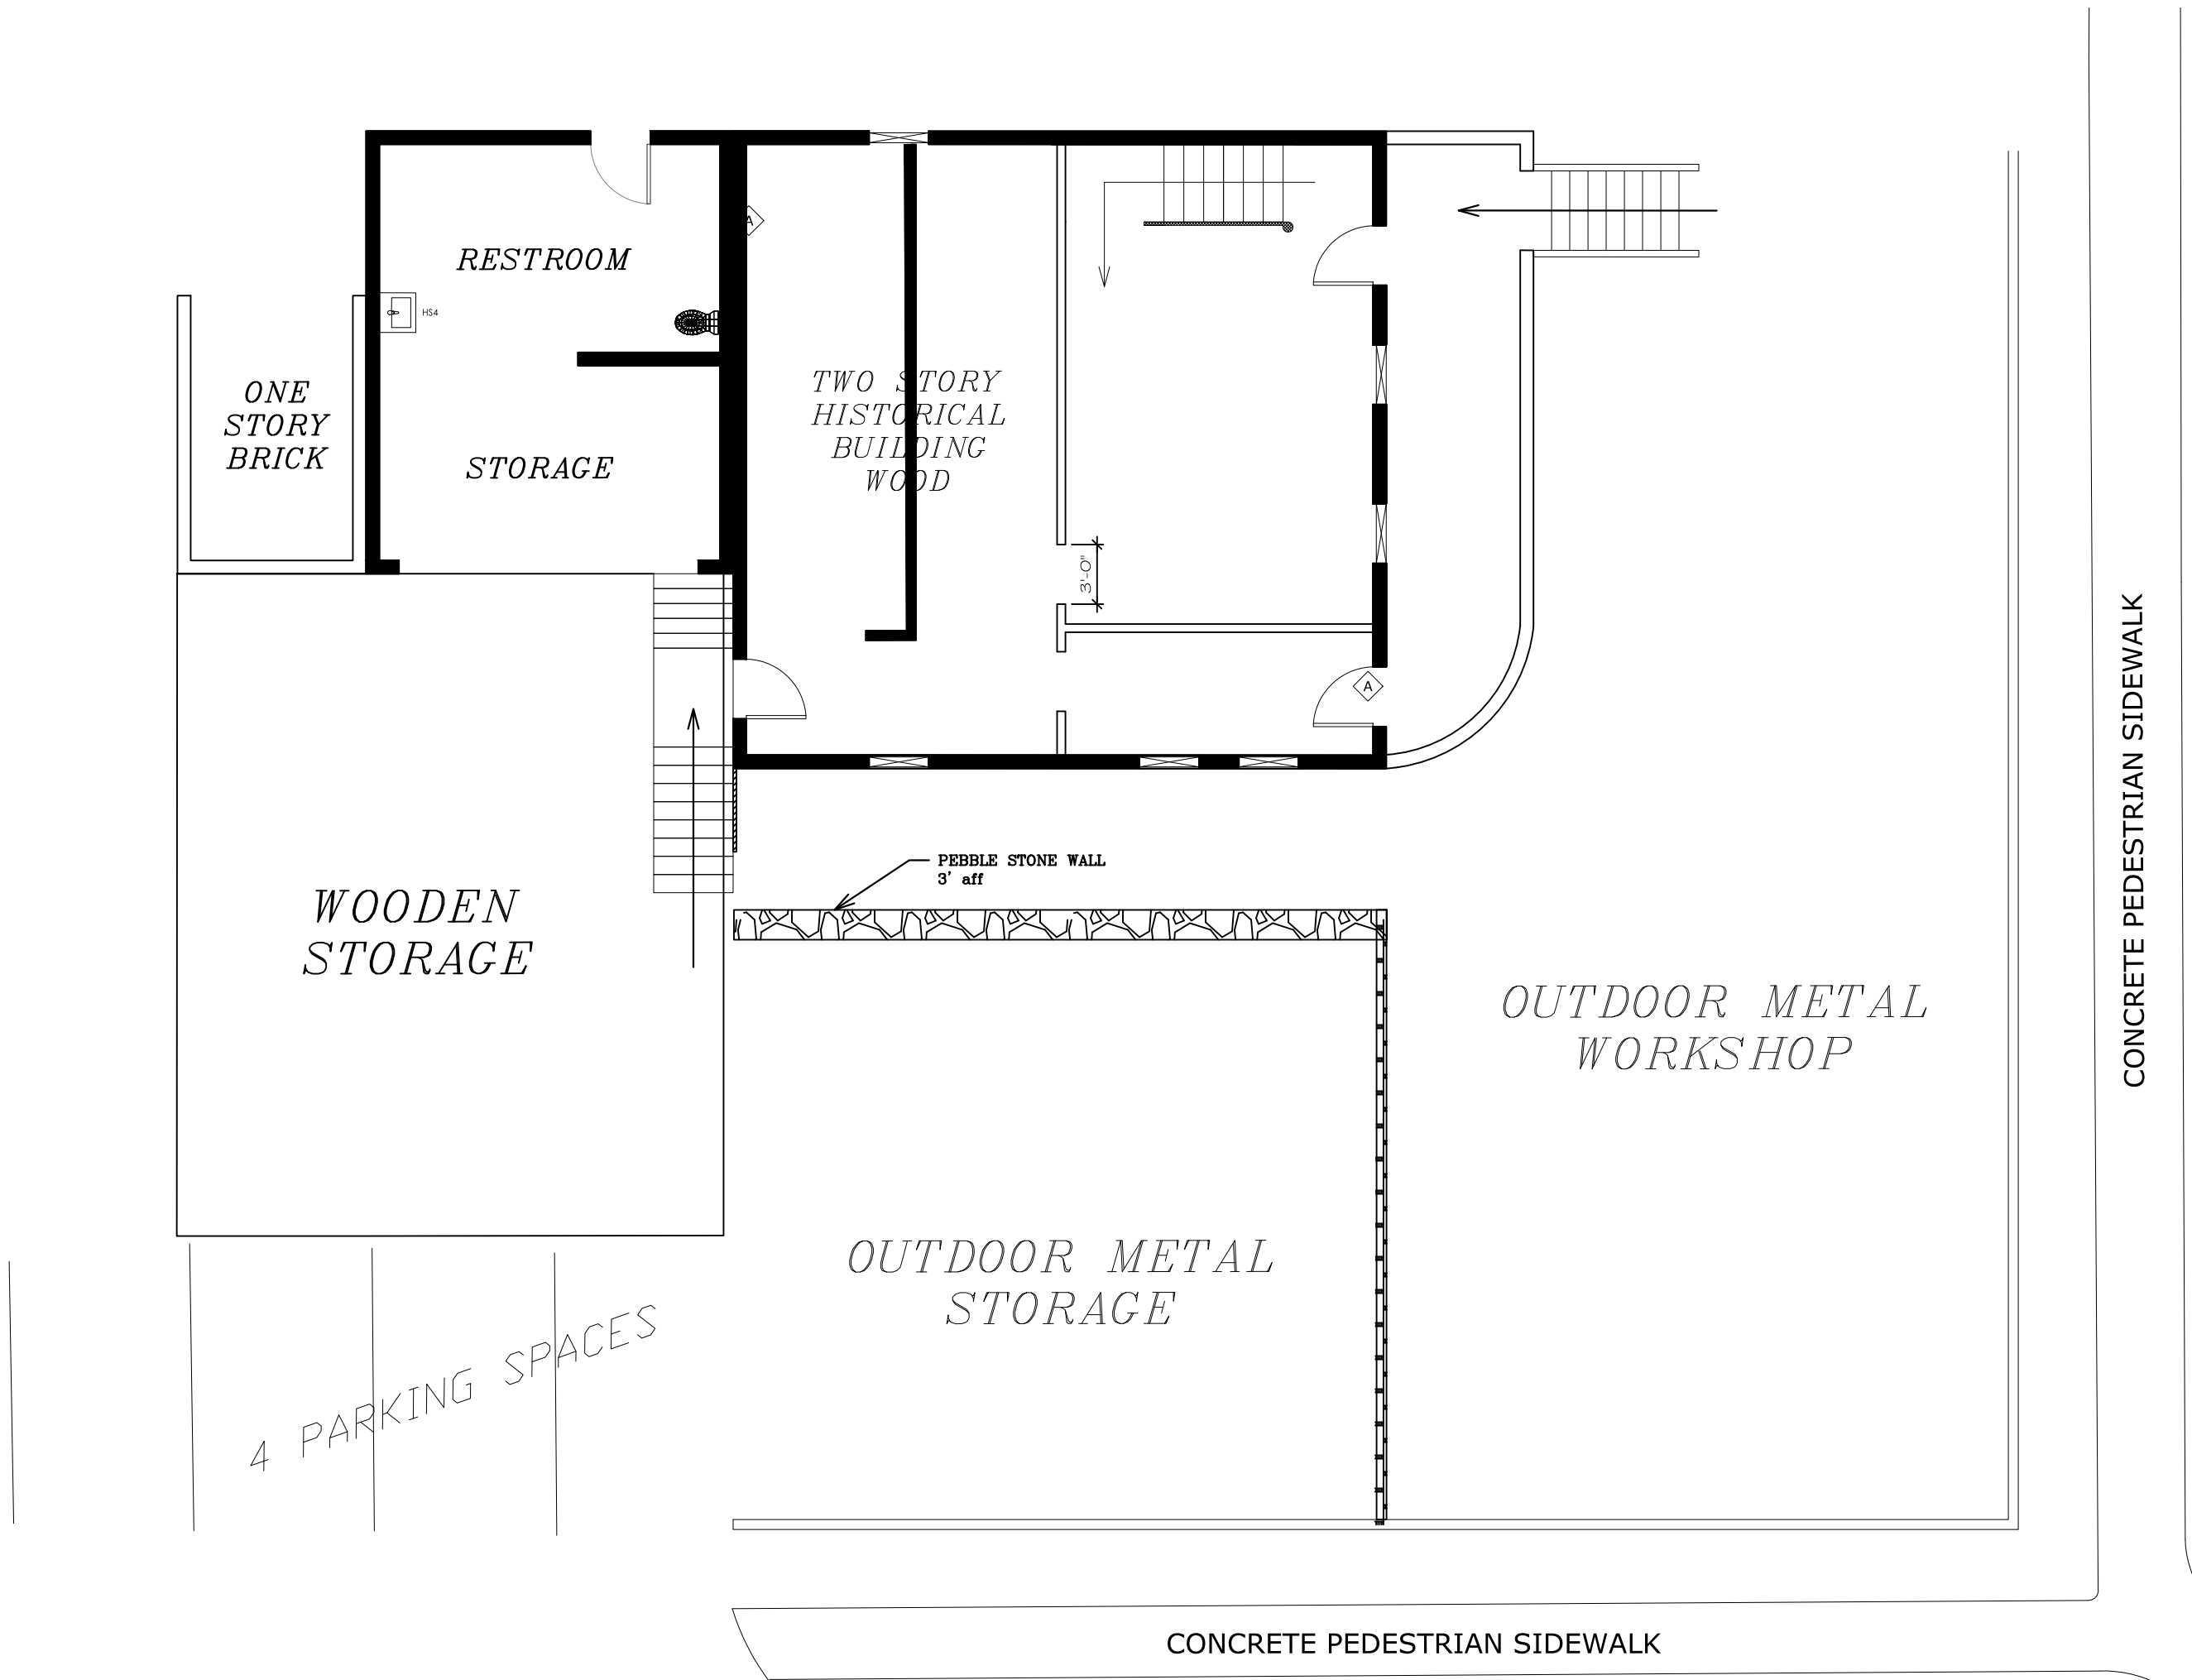 A
RESTROOM
HS4
ONE
STORY
BRICK
STORAGE
TWO STORY
HISTORICAL
BUILDING
WOOD
3'-0"
A
PEBBLE STONE WALL
3' aff
WOODEN
STORAGE
OUTDOOR METAL
WORKSHOP
CONCRETE PEDESTRIAN SIDEWALK
OUTDOOR METAL
STORAGE
4 PARKING SPACES
CONCRETE PEDESTRIAN SIDEWALK